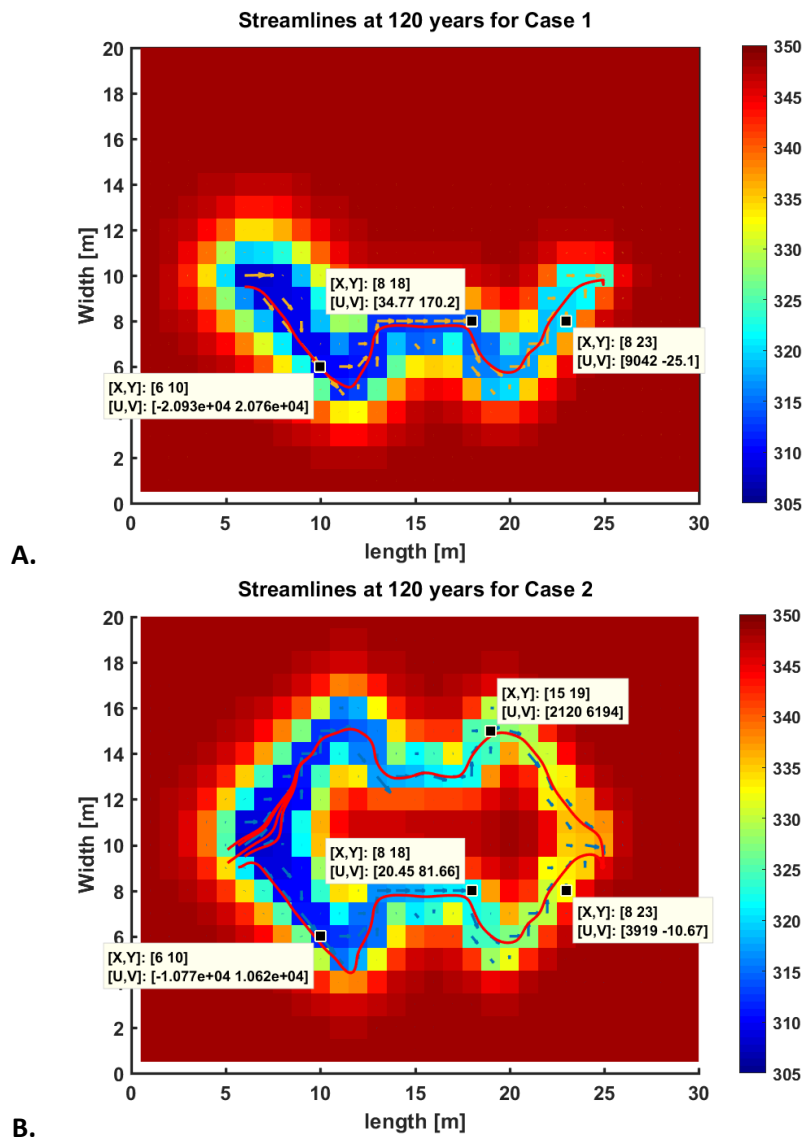 Streamlines at 120 years for Case 1
20
18
16
14
12
10
8
6
4
2
0
Width [m]
[X,Y]: [8 18]
[U,V]: [34.77 170.2]
[X,Y]: [8 23]
[U,V]: [9042 -25.1]
[X,Y]: [6 10]
[U,V]: [-2.093e+04 2.076e+04]
0 5 10 15 20 25 30
length [m]
350
345
340
335
330
325
320
315
310
305
A.
Streamlines at 120 years for Case 2
20
18
16
14
12
10
8
6
4
2
0
Width [m]
[X,Y]: [15 19]
[U,V]: [2120 6194]
[X,Y]: [8 18]
[U,V]: [20.45 81.66]
[X,Y]: [8 23]
[U,V]: [3919 -10.67]
[X,Y]: [6 10]
[U,V]: [-1.077e+04 1.062e+04]
0 5 10 15 20 25 30
length [m]
350
345
340
335
330
325
320
315
310
305
B.